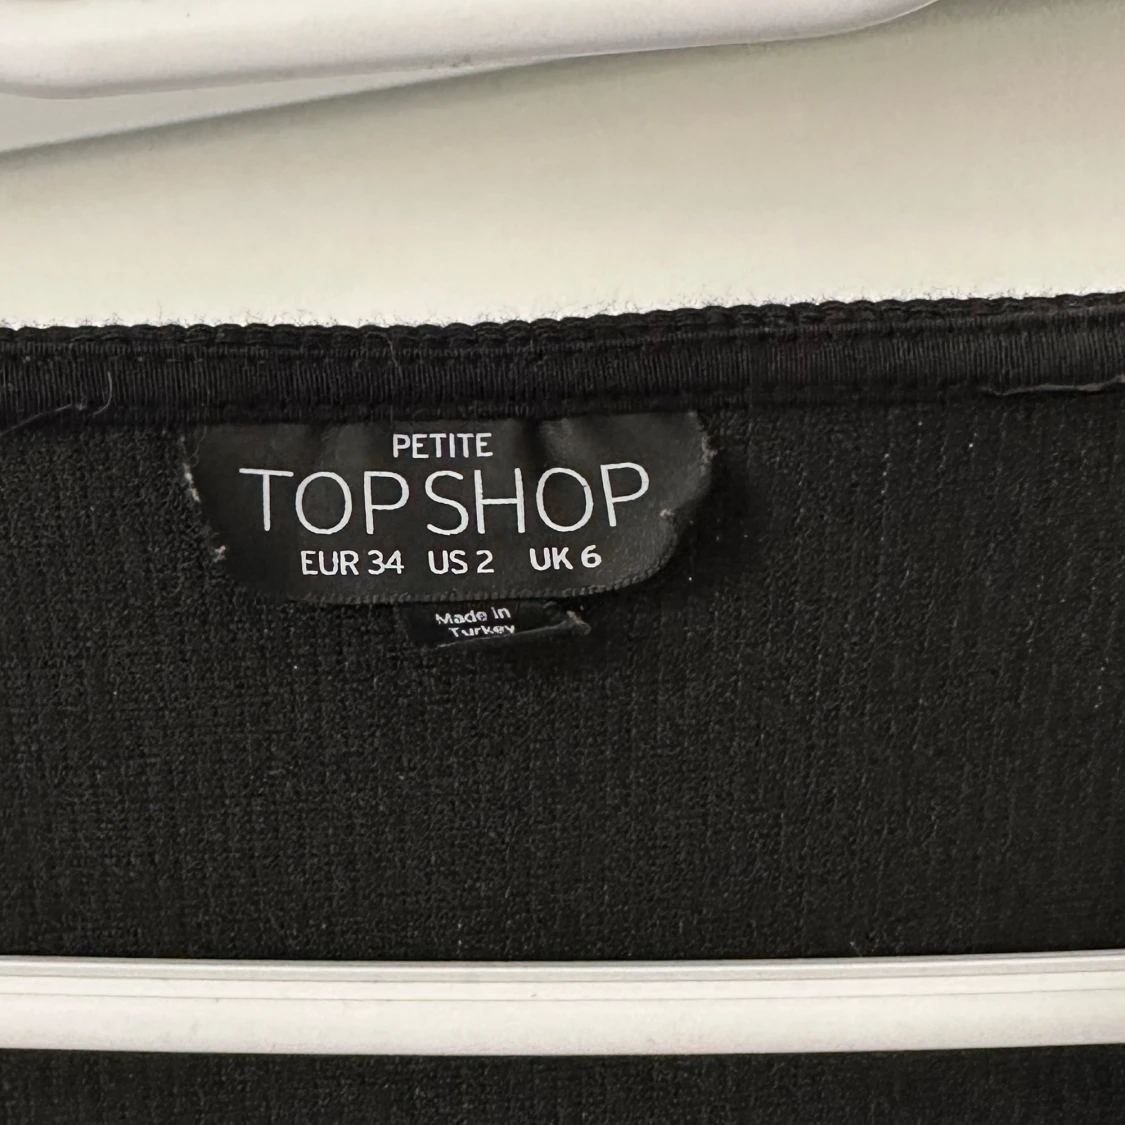 PETITE
TOPSHOP
EUR 34 US 2 UK 6
Made in
Turkey